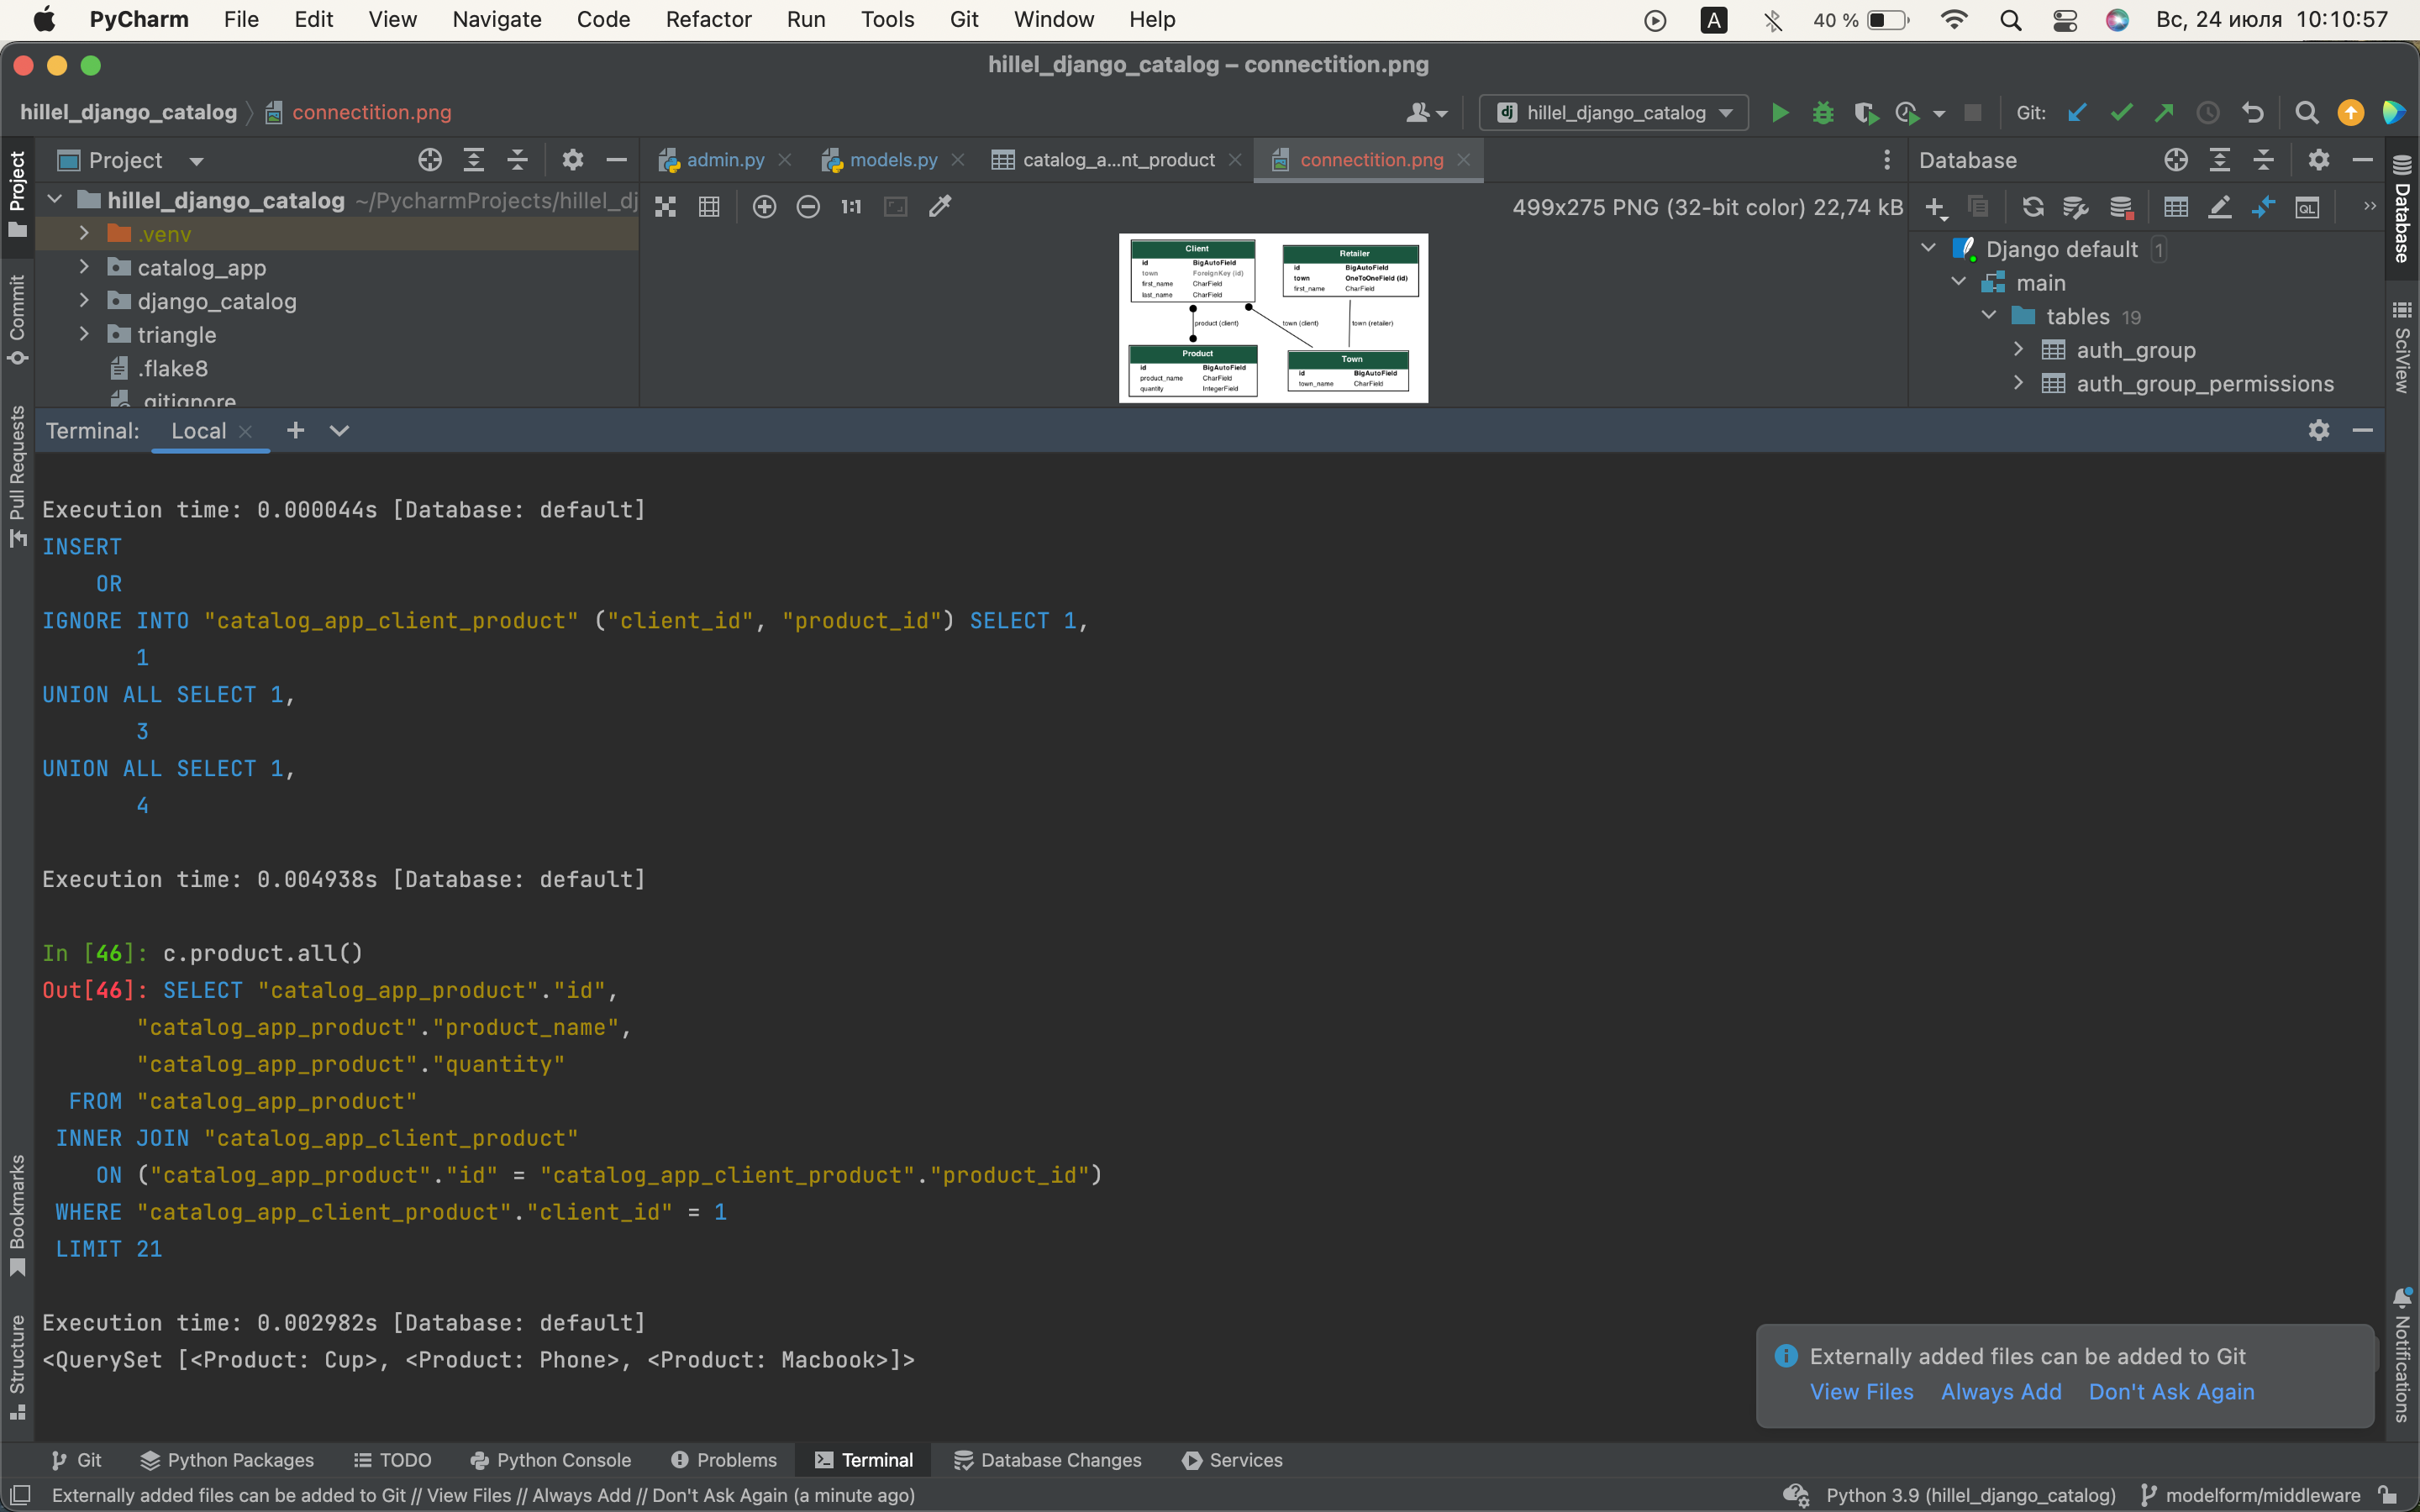 PyCharm File Edit View Navigate Code Refactor Run Tools Git Window Help A 40 % Вс, 24 июля 10:10:57
hillel_django_catalog – connectition.png
hillel_django_catalog connectition.png dj hillel_django_catalog Git:
Project admin.py models.py catalog_a...nt_product connectition.png Database
hillel_django_catalog ~/PycharmProjects/hillel_dj
1:1 499x275 PNG (32-bit color) 22,74 kB QL
.venv
catalog_app
django_catalog
triangle
.flake8
.gitignore
Client
id BigAutoField
town ForeignKey (id)
first_name CharField
last_name CharField
Retailer
id BigAutoField
town OneToOneField (id)
first_name CharField
product (client) town (client) town (retailer)
Product
id BigAutoField
product_name CharField
quantity IntegerField
Town
id BigAutoField
town_name CharField
Django default 1
main
tables 19
auth_group
auth_group_permissions
Project
Commit
Pull Requests
Bookmarks
Structure
Database
SciView
Notifications
Terminal: Local
Execution time: 0.000044s [Database: default]
INSERT
OR
IGNORE INTO "catalog_app_client_product" ("client_id", "product_id") SELECT 1,
1
UNION ALL SELECT 1,
3
UNION ALL SELECT 1,
4
Execution time: 0.004938s [Database: default]
In [46]: c.product.all()
Out[46]: SELECT "catalog_app_product"."id",
"catalog_app_product"."product_name",
"catalog_app_product"."quantity"
FROM "catalog_app_product"
INNER JOIN "catalog_app_client_product"
ON ("catalog_app_product"."id" = "catalog_app_client_product"."product_id")
WHERE "catalog_app_client_product"."client_id" = 1
LIMIT 21
Execution time: 0.002982s [Database: default]
<QuerySet [<Product: Cup>, <Product: Phone>, <Product: Macbook>]>
Externally added files can be added to Git
View Files Always Add Don't Ask Again
Git Python Packages TODO Python Console Problems Terminal Database Changes Services
Externally added files can be added to Git // View Files // Always Add // Don't Ask Again (a minute ago) Python 3.9 (hillel_django_catalog) modelform/middleware